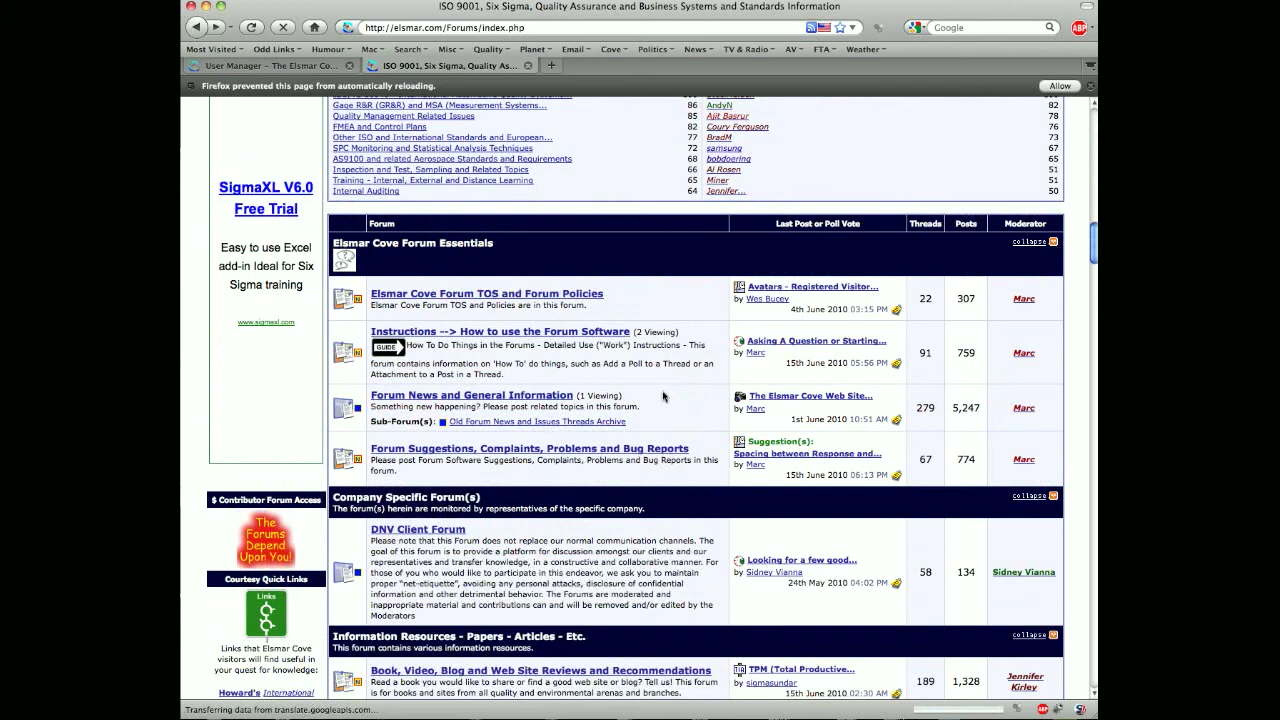 ISO 9001, Six Sigma, Quality Assurance and Business Systems and Standards Information
http://elsmar.com/Forums/index.php
Google
ABP
Most Visited Odd Links Humour Mac Search Misc Quality Planet Email Cove Politics News TV & Radio AV FTA Weather
User Manager – The Elsmar Co...
ISO 9001, Six Sigma, Quality As...
Firefox prevented this page from automatically reloading.
Allow
Gage R&R (GR&R) and MSA (Measurement Systems... 86 AndyN 82
Quality Management Related Issues 85 Ajit Basrur 78
FMEA and Control Plans 82 Coury Ferguson 76
Other ISO and International Standards and European... 77 BradM 73
SPC Monitoring and Statistical Analysis Techniques 72 samsung 67
AS9100 and related Aerospace Standards and Requirements 68 bobdoering 65
Inspection and Test, Sampling and Related Topics 66 Al Rosen 51
Training - Internal, External and Distance Learning 65 Miner 51
Internal Auditing 64 Jennifer... 50
SigmaXL V6.0
Free Trial
Easy to use Excel
add-in Ideal for Six
Sigma training
www.sigmaxl.com
Forum Last Post or Poll Vote Threads Posts Moderator
Elsmar Cove Forum Essentials collapse
Elsmar Cove Forum TOS and Forum Policies
Elsmar Cove Forum TOS and Policies are in this forum.
Avatars - Registered Visitor...
by Wes Bucey
4th June 2010 03:15 PM
22 307 Marc
Instructions --> How to use the Forum Software (2 Viewing)
GUIDE How To Do Things in the Forums - Detailed Use ("Work") Instructions - This
forum contains information on 'How To' do things, such as Add a Poll to a Thread or an
Attachment to a Post in a Thread.
Asking A Question or Starting...
by Marc
15th June 2010 05:56 PM
91 759 Marc
Forum News and General Information (1 Viewing)
Something new happening? Please post related topics in this forum.
Sub-Forum(s): Old Forum News and Issues Threads Archive
The Elsmar Cove Web Site...
by Marc
1st June 2010 10:51 AM
279 5,247 Marc
Forum Suggestions, Complaints, Problems and Bug Reports
Please post Forum Software Suggestions, Complaints, Problems and Bug Reports in this
forum.
Suggestion(s):
Spacing between Response and...
by Marc
15th June 2010 06:13 PM
67 774 Marc
Company Specific Forum(s) collapse
The forum(s) herein are monitored by representatives of the specific company.
DNV Client Forum
Please note that this Forum does not replace our normal communication channels. The
goal of this forum is to provide a platform for discussion amongst our clients and our
representatives and transfer knowledge, in a constructive and collaborative manner. For
those of you who would like to participate in this endeavor, we ask you to maintain
proper "net-etiquette", avoiding any personal attacks, disclosure of confidential
information and other detrimental behavior. The Forums are moderated and
inappropriate material and contributions can and will be removed and/or edited by the
Moderators
Looking for a few good...
by Sidney Vianna
24th May 2010 04:02 PM
58 134 Sidney Vianna
Information Resources - Papers - Articles - Etc. collapse
This forum contains various information resources.
Book, Video, Blog and Web Site Reviews and Recommendations
Read a book you would like to share or find a good web site or blog? Tell us! This forum
is for books and sites from all quality and environmental areas and branches.
TPM (Total Productive...
by sigmasundar
15th June 2010 02:30 AM
189 1,328 Jennifer
Kirley
$ Contributor Forum Access
The
Forums
Depend
Upon You!
Courtesy Quick Links
Links
Links that Elsmar Cove
visitors will find useful in
your quest for knowledge:
Howard's International
Transferring data from translate.googleapis.com...